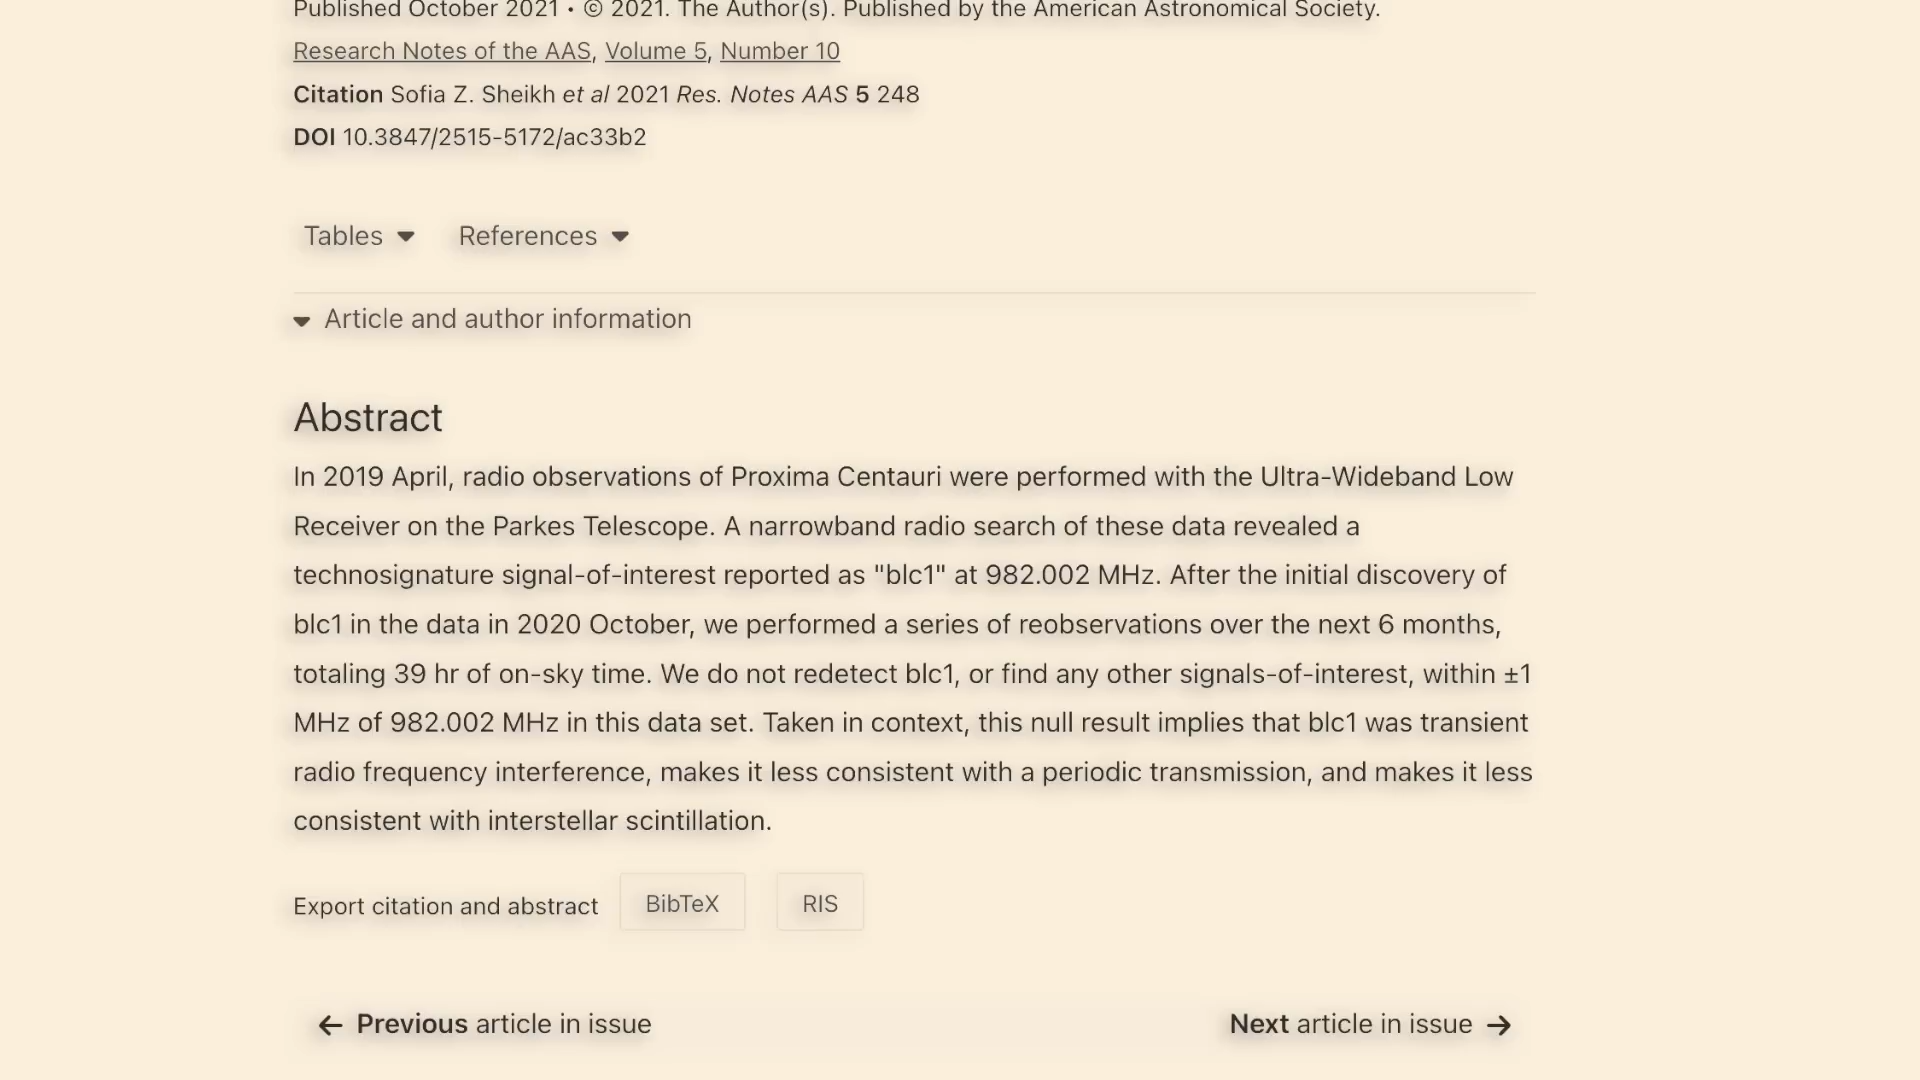 Published October 2021 • © 2021. The Author(s). Published by the American Astronomical Society.
Research Notes of the AAS, Volume 5, Number 10
Citation Sofia Z. Sheikh et al 2021 Res. Notes AAS 5 248
DOI 10.3847/2515-5172/ac33b2
Tables References
Article and author information
Abstract
In 2019 April, radio observations of Proxima Centauri were performed with the Ultra-Wideband Low
Receiver on the Parkes Telescope. A narrowband radio search of these data revealed a
technosignature signal-of-interest reported as "blc1" at 982.002 MHz. After the initial discovery of
blc1 in the data in 2020 October, we performed a series of reobservations over the next 6 months,
totaling 39 hr of on-sky time. We do not redetect blc1, or find any other signals-of-interest, within ±1
MHz of 982.002 MHz in this data set. Taken in context, this null result implies that blc1 was transient
radio frequency interference, makes it less consistent with a periodic transmission, and makes it less
consistent with interstellar scintillation.
Export citation and abstract BibTeX RIS
← Previous article in issue Next article in issue →